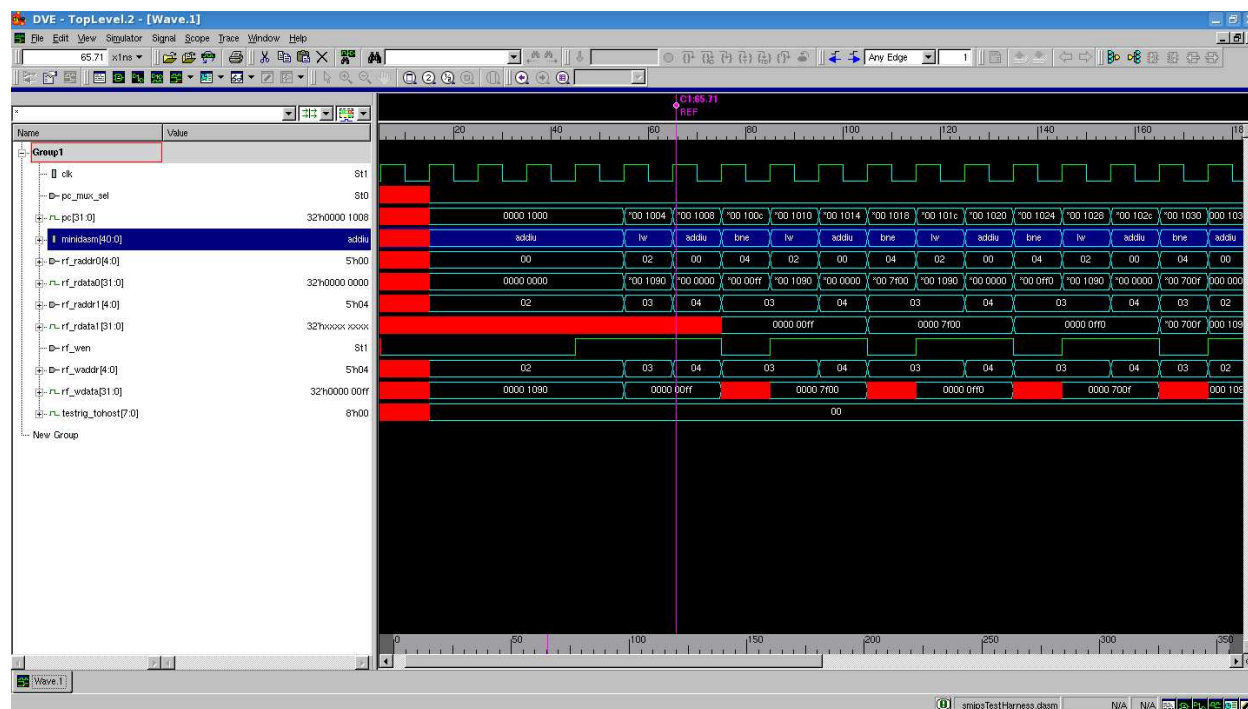 DVE - TopLevel.2 - [Wave.1]
File Edit View Simulator Signal Scope Trace Window Help
65.71 x1ns Any Edge 1
C1:65.71
REF
*
Name Value 20 40 60 80 100 120 140 160 18
Group1
clk St1
pc_mux_sel St0
pc[31:0] 32'h0000 1008 0000 1000 *00 1004 *00 1008 *00 100c *00 1010 *00 1014 *00 1018 *00 101c *00 1020 *00 1024 *00 1028 *00 102c *00 1030 000 103
minidasm[40:0] addiu addiu lw addiu bne lw addiu bne lw addiu bne lw addiu bne addiu
rf_raddr0[4:0] 5'h00 00 02 00 04 02 00 04 02 00 04 02 00 04 00
rf_rdata0[31:0] 32'h0000 0000 0000 0000 *00 1090 *00 0000 *00 00ff *00 1090 *00 0000 *00 7f00 *00 1090 *00 0000 *00 0ff0 *00 1090 *00 0000 *00 700f 000 000
rf_raddr1[4:0] 5'h04 02 03 04 03 04 03 04 03 04 03 02
rf_rdata1[31:0] 32'hxxxx xxxx 0000 00ff 0000 7f00 0000 0ff0 *00 700f 000 109
rf_wen St1
rf_waddr[4:0] 5'h04 02 03 04 03 04 03 04 03 04 03 02
rf_wdata[31:0] 32'h0000 00ff 0000 1090 0000 00ff 0000 7f00 0000 0ff0 0000 700f 000 109
testrig_tohost[7:0] 8'h00 00
New Group
0 50 100 150 200 250 300 350
Wave.1
smipsTestHarness.dasm N/A N/A